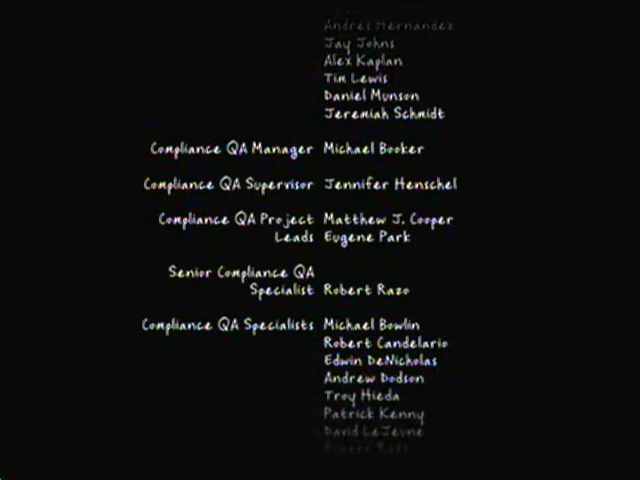 Andres Hernandez
Jay Johns
Alex Kaplan
Tim Lewis
Daniel Munson
Jeremiah Schmidt
Compliance QA Manager Michael Booker
Compliance QA Supervisor Jennifer Henschel
Compliance QA Project Matthew J. Cooper
Leads Eugene Park
Senior Compliance QA
Specialist Robert Razo
Compliance QA Specialists Michael Bowlin
Robert Candelario
Edwin DeNicholas
Andrew Dodson
Troy Hieda
Patrick Kenny
David LeJeune